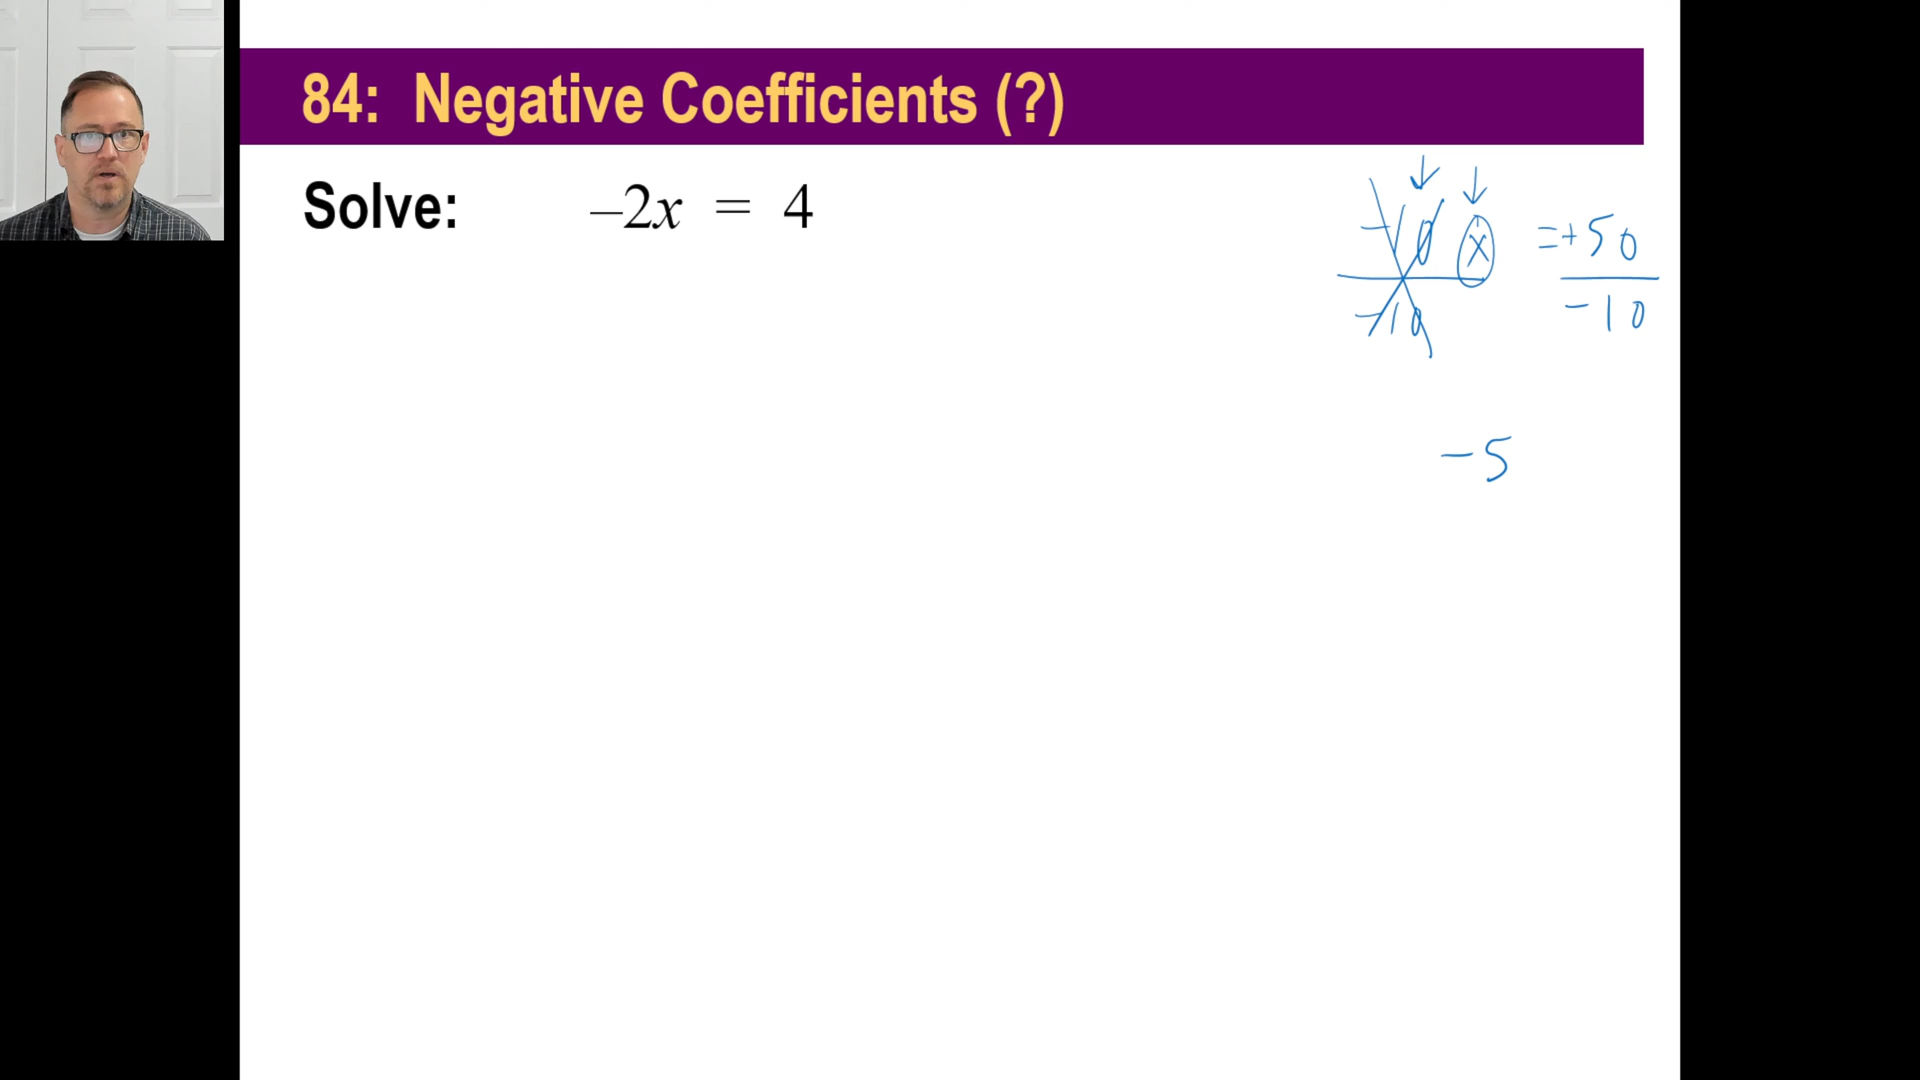 84: Negative Coefficients (?)
Solve: –2x = 4
-10 x = +50
-10 -10
-5